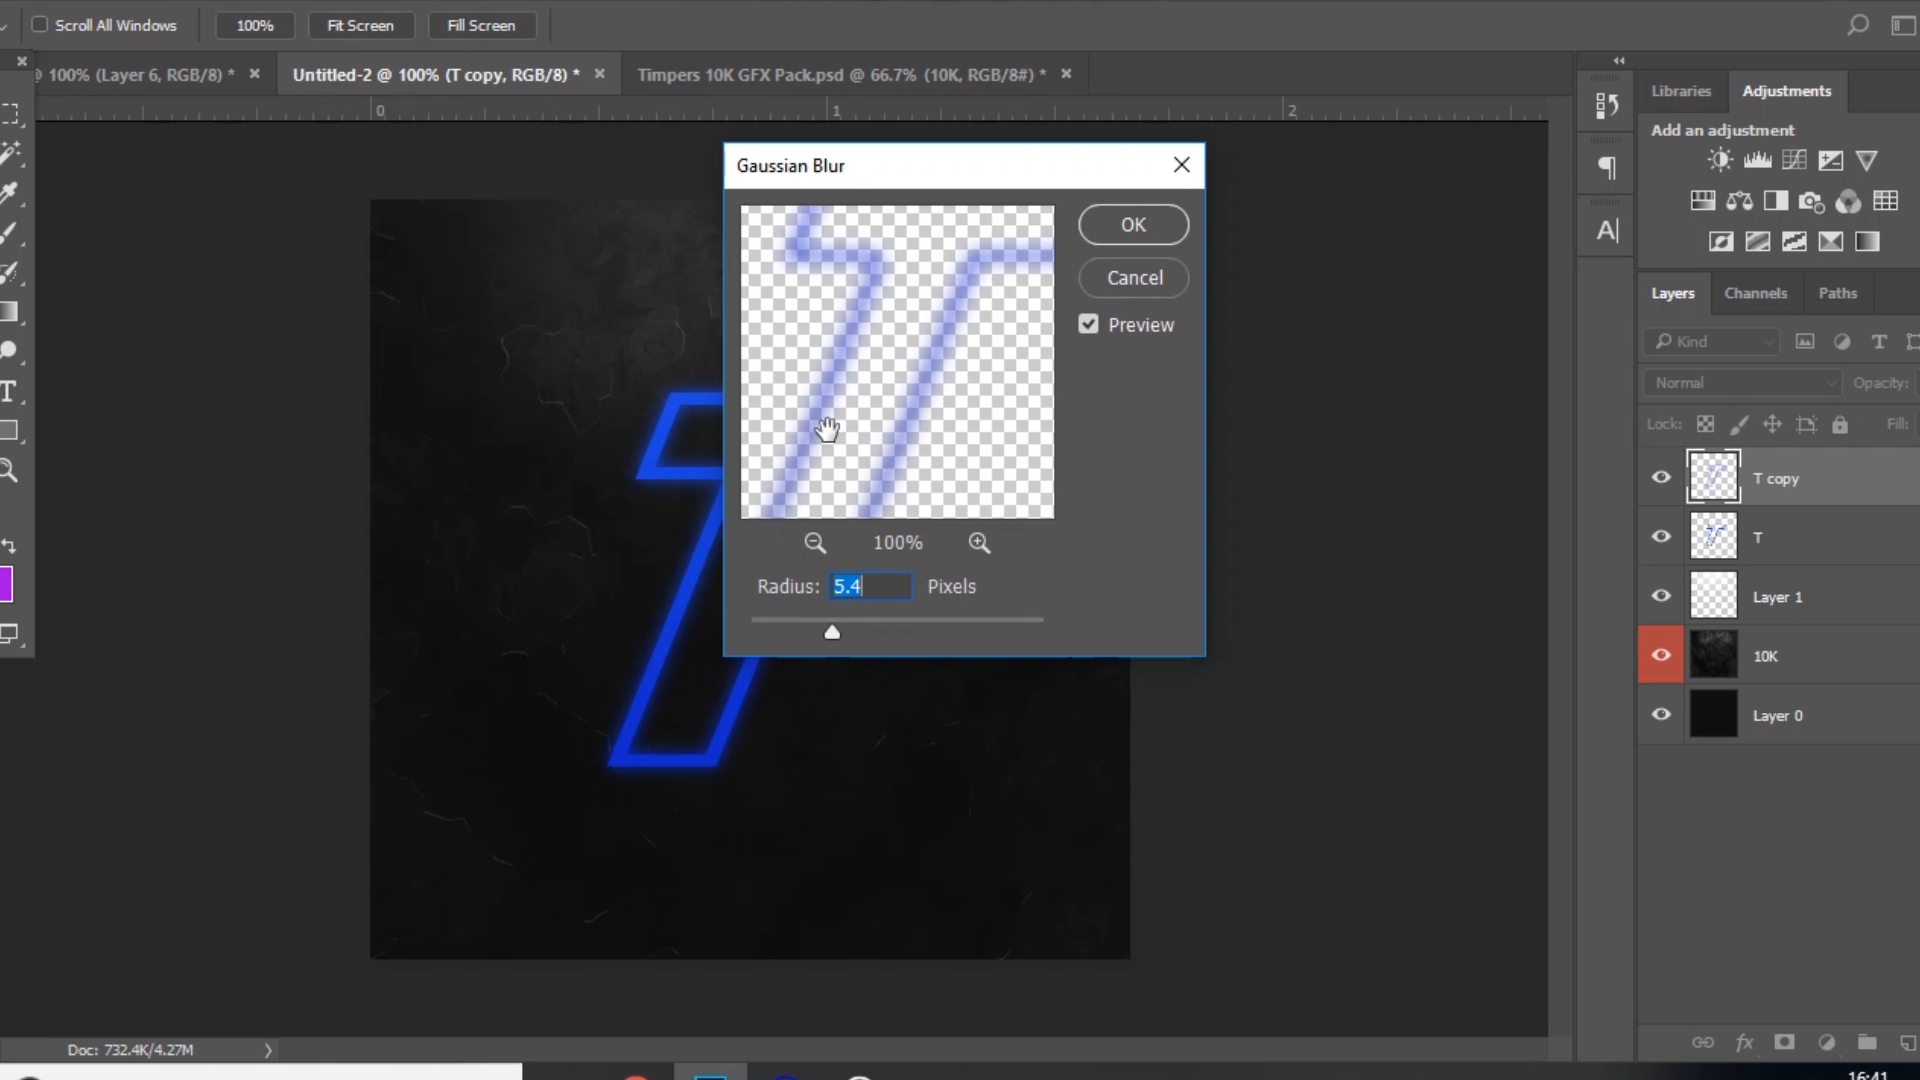 Scroll All Windows 100% Fit Screen Fill Screen
100% (Layer 6, RGB/8) * ×
Untitled-2 @ 100% (T copy, RGB/8) * ×
Timpers 10K GFX Pack.psd @ 66.7% (10K, RGB/8#) * ×
0 1 2
Gaussian Blur
OK
Cancel
Preview
100%
Radius: 5.4 Pixels
Libraries Adjustments
Add an adjustment
Layers Channels Paths
Kind
Normal Opacity:
Lock: Fill:
T copy
T
Layer 1
10K
Layer 0
fx
T
Doc: 732.4K/4.27M
16:41